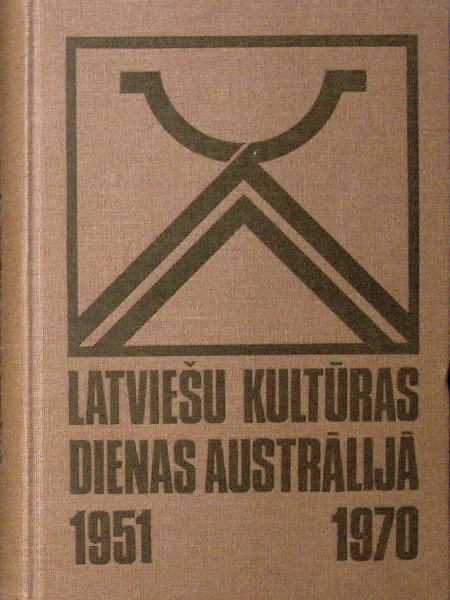 LATVIEŠU KULTŪRAS
DIENAS AUSTRĀLIJĀ
1951 1970